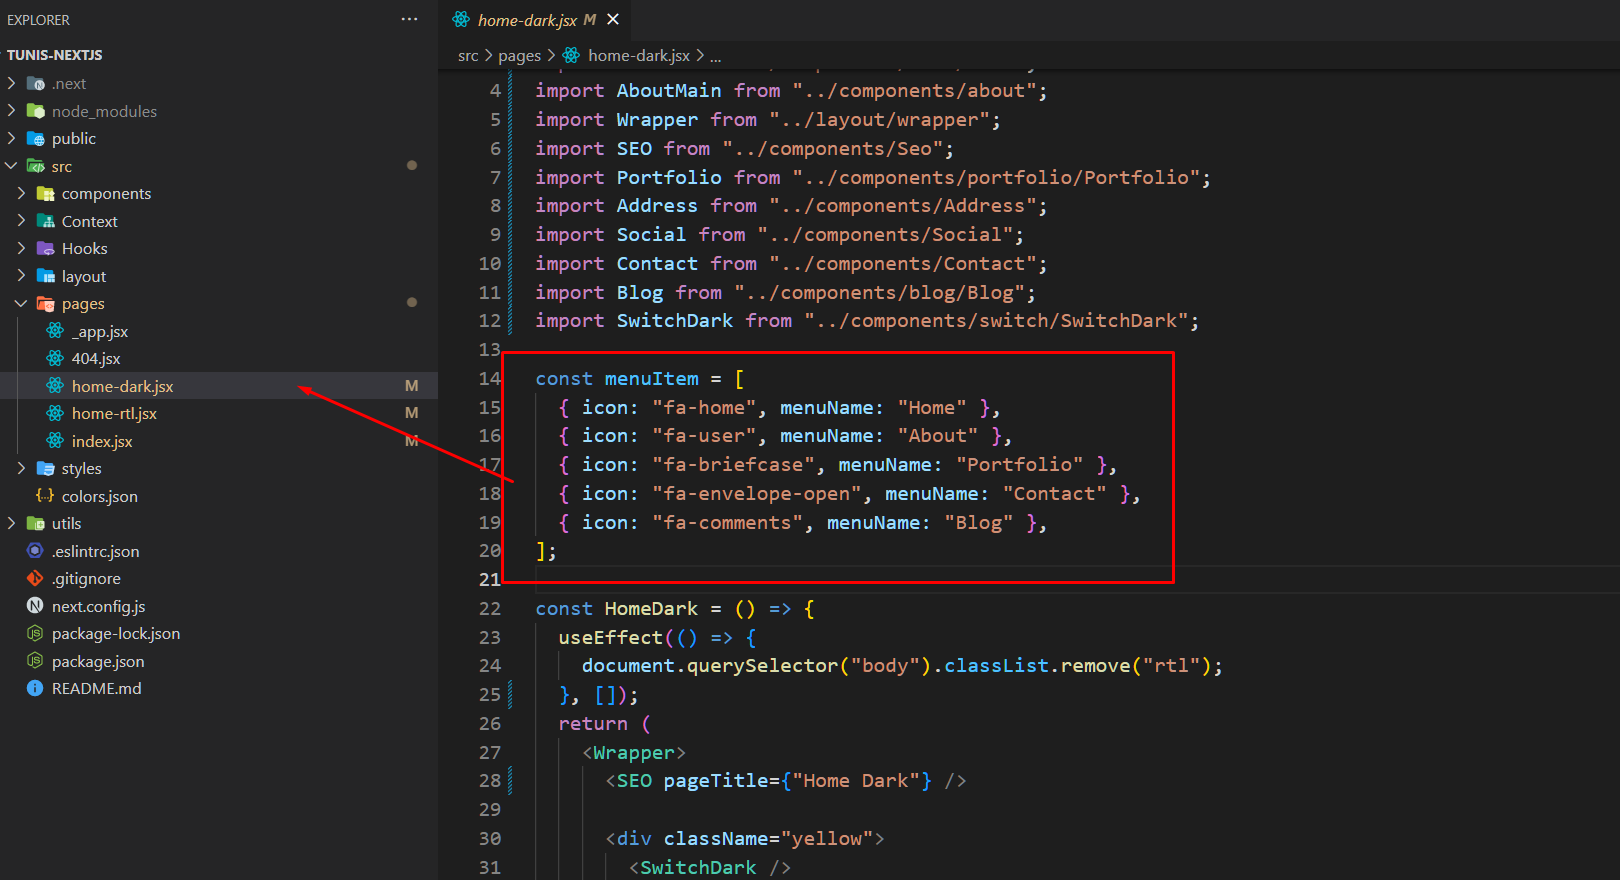 EXPLORER
···
TUNIS-NEXTJS
.next
node_modules
public
src
components
Context
Hooks
layout
pages
_app.jsx
404.jsx
home-dark.jsx M
home-rtl.jsx M
index.jsx M
styles
colors.json
utils
.eslintrc.json
.gitignore
next.config.js
package-lock.json
package.json
README.md
home-dark.jsx M
src > pages > home-dark.jsx > ...
4 import AboutMain from "../components/about";
5 import Wrapper from "../layout/wrapper";
6 import SEO from "../components/Seo";
7 import Portfolio from "../components/portfolio/Portfolio";
8 import Address from "../components/Address";
9 import Social from "../components/Social";
10 import Contact from "../components/Contact";
11 import Blog from "../components/blog/Blog";
12 import SwitchDark from "../components/switch/SwitchDark";
13
14 const menuItem = [
15 { icon: "fa-home", menuName: "Home" },
16 { icon: "fa-user", menuName: "About" },
17 { icon: "fa-briefcase", menuName: "Portfolio" },
18 { icon: "fa-envelope-open", menuName: "Contact" },
19 { icon: "fa-comments", menuName: "Blog" },
20 ];
21
22 const HomeDark = () => {
23 useEffect(() => {
24 document.querySelector("body").classList.remove("rtl");
25 }, []);
26 return (
27 <Wrapper>
28 <SEO pageTitle={"Home Dark"} />
29
30 <div className="yellow">
31 <SwitchDark />